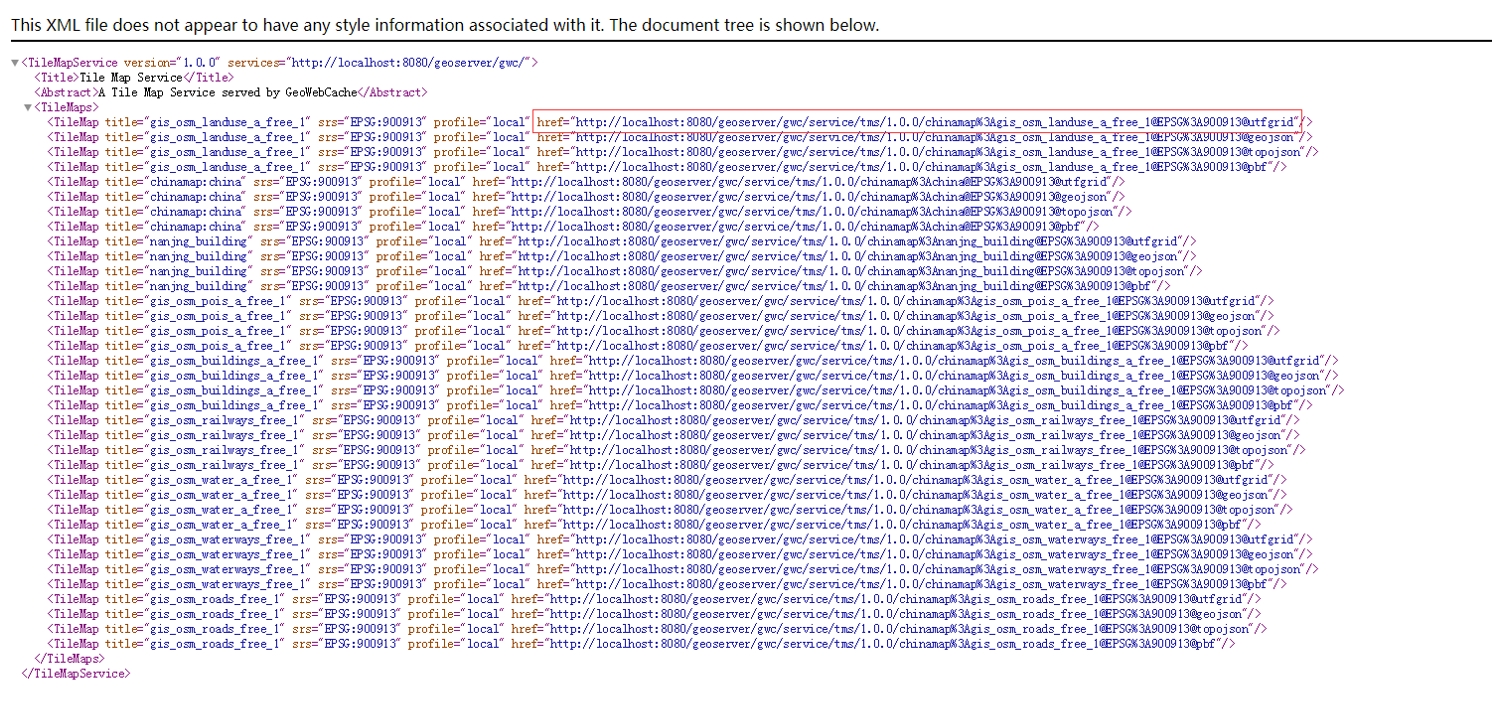 This XML file does not appear to have any style information associated with it. The document tree is shown below.
<TileMapService version="1.0.0" services="http://localhost:8080/geoserver/gwc/">
<Title>Tile Map Service</Title>
<Abstract>A Tile Map Service served by GeoWebCache</Abstract>
<TileMaps>
<TileMap title="gis_osm_landuse_a_free_1" srs="EPSG:900913" profile="local" href="http://localhost:8080/geoserver/gwc/service/tms/1.0.0/chinamap%3Agis_osm_landuse_a_free_1@EPSG%3A900913@utfgrid"/>
<TileMap title="gis_osm_landuse_a_free_1" srs="EPSG:900913" profile="local" href="http://localhost:8080/geoserver/gwc/service/tms/1.0.0/chinamap%3Agis_osm_landuse_a_free_1@EPSG%3A900913@geojson"/>
<TileMap title="gis_osm_landuse_a_free_1" srs="EPSG:900913" profile="local" href="http://localhost:8080/geoserver/gwc/service/tms/1.0.0/chinamap%3Agis_osm_landuse_a_free_1@EPSG%3A900913@topojson"/>
<TileMap title="gis_osm_landuse_a_free_1" srs="EPSG:900913" profile="local" href="http://localhost:8080/geoserver/gwc/service/tms/1.0.0/chinamap%3Agis_osm_landuse_a_free_1@EPSG%3A900913@pbf"/>
<TileMap title="chinamap:china" srs="EPSG:900913" profile="local" href="http://localhost:8080/geoserver/gwc/service/tms/1.0.0/chinamap%3Achina@EPSG%3A900913@utfgrid"/>
<TileMap title="chinamap:china" srs="EPSG:900913" profile="local" href="http://localhost:8080/geoserver/gwc/service/tms/1.0.0/chinamap%3Achina@EPSG%3A900913@geojson"/>
<TileMap title="chinamap:china" srs="EPSG:900913" profile="local" href="http://localhost:8080/geoserver/gwc/service/tms/1.0.0/chinamap%3Achina@EPSG%3A900913@topojson"/>
<TileMap title="chinamap:china" srs="EPSG:900913" profile="local" href="http://localhost:8080/geoserver/gwc/service/tms/1.0.0/chinamap%3Achina@EPSG%3A900913@pbf"/>
<TileMap title="nanjng_building" srs="EPSG:900913" profile="local" href="http://localhost:8080/geoserver/gwc/service/tms/1.0.0/chinamap%3Ananjng_building@EPSG%3A900913@utfgrid"/>
<TileMap title="nanjng_building" srs="EPSG:900913" profile="local" href="http://localhost:8080/geoserver/gwc/service/tms/1.0.0/chinamap%3Ananjng_building@EPSG%3A900913@geojson"/>
<TileMap title="nanjng_building" srs="EPSG:900913" profile="local" href="http://localhost:8080/geoserver/gwc/service/tms/1.0.0/chinamap%3Ananjng_building@EPSG%3A900913@topojson"/>
<TileMap title="nanjng_building" srs="EPSG:900913" profile="local" href="http://localhost:8080/geoserver/gwc/service/tms/1.0.0/chinamap%3Ananjng_building@EPSG%3A900913@pbf"/>
<TileMap title="gis_osm_pois_a_free_1" srs="EPSG:900913" profile="local" href="http://localhost:8080/geoserver/gwc/service/tms/1.0.0/chinamap%3Agis_osm_pois_a_free_1@EPSG%3A900913@utfgrid"/>
<TileMap title="gis_osm_pois_a_free_1" srs="EPSG:900913" profile="local" href="http://localhost:8080/geoserver/gwc/service/tms/1.0.0/chinamap%3Agis_osm_pois_a_free_1@EPSG%3A900913@geojson"/>
<TileMap title="gis_osm_pois_a_free_1" srs="EPSG:900913" profile="local" href="http://localhost:8080/geoserver/gwc/service/tms/1.0.0/chinamap%3Agis_osm_pois_a_free_1@EPSG%3A900913@topojson"/>
<TileMap title="gis_osm_pois_a_free_1" srs="EPSG:900913" profile="local" href="http://localhost:8080/geoserver/gwc/service/tms/1.0.0/chinamap%3Agis_osm_pois_a_free_1@EPSG%3A900913@pbf"/>
<TileMap title="gis_osm_buildings_a_free_1" srs="EPSG:900913" profile="local" href="http://localhost:8080/geoserver/gwc/service/tms/1.0.0/chinamap%3Agis_osm_buildings_a_free_1@EPSG%3A900913@utfgrid"/>
<TileMap title="gis_osm_buildings_a_free_1" srs="EPSG:900913" profile="local" href="http://localhost:8080/geoserver/gwc/service/tms/1.0.0/chinamap%3Agis_osm_buildings_a_free_1@EPSG%3A900913@geojson"/>
<TileMap title="gis_osm_buildings_a_free_1" srs="EPSG:900913" profile="local" href="http://localhost:8080/geoserver/gwc/service/tms/1.0.0/chinamap%3Agis_osm_buildings_a_free_1@EPSG%3A900913@topojson"/>
<TileMap title="gis_osm_buildings_a_free_1" srs="EPSG:900913" profile="local" href="http://localhost:8080/geoserver/gwc/service/tms/1.0.0/chinamap%3Agis_osm_buildings_a_free_1@EPSG%3A900913@pbf"/>
<TileMap title="gis_osm_railways_free_1" srs="EPSG:900913" profile="local" href="http://localhost:8080/geoserver/gwc/service/tms/1.0.0/chinamap%3Agis_osm_railways_free_1@EPSG%3A900913@utfgrid"/>
<TileMap title="gis_osm_railways_free_1" srs="EPSG:900913" profile="local" href="http://localhost:8080/geoserver/gwc/service/tms/1.0.0/chinamap%3Agis_osm_railways_free_1@EPSG%3A900913@geojson"/>
<TileMap title="gis_osm_railways_free_1" srs="EPSG:900913" profile="local" href="http://localhost:8080/geoserver/gwc/service/tms/1.0.0/chinamap%3Agis_osm_railways_free_1@EPSG%3A900913@topojson"/>
<TileMap title="gis_osm_railways_free_1" srs="EPSG:900913" profile="local" href="http://localhost:8080/geoserver/gwc/service/tms/1.0.0/chinamap%3Agis_osm_railways_free_1@EPSG%3A900913@pbf"/>
<TileMap title="gis_osm_water_a_free_1" srs="EPSG:900913" profile="local" href="http://localhost:8080/geoserver/gwc/service/tms/1.0.0/chinamap%3Agis_osm_water_a_free_1@EPSG%3A900913@utfgrid"/>
<TileMap title="gis_osm_water_a_free_1" srs="EPSG:900913" profile="local" href="http://localhost:8080/geoserver/gwc/service/tms/1.0.0/chinamap%3Agis_osm_water_a_free_1@EPSG%3A900913@geojson"/>
<TileMap title="gis_osm_water_a_free_1" srs="EPSG:900913" profile="local" href="http://localhost:8080/geoserver/gwc/service/tms/1.0.0/chinamap%3Agis_osm_water_a_free_1@EPSG%3A900913@topojson"/>
<TileMap title="gis_osm_water_a_free_1" srs="EPSG:900913" profile="local" href="http://localhost:8080/geoserver/gwc/service/tms/1.0.0/chinamap%3Agis_osm_water_a_free_1@EPSG%3A900913@pbf"/>
<TileMap title="gis_osm_waterways_free_1" srs="EPSG:900913" profile="local" href="http://localhost:8080/geoserver/gwc/service/tms/1.0.0/chinamap%3Agis_osm_waterways_free_1@EPSG%3A900913@utfgrid"/>
<TileMap title="gis_osm_waterways_free_1" srs="EPSG:900913" profile="local" href="http://localhost:8080/geoserver/gwc/service/tms/1.0.0/chinamap%3Agis_osm_waterways_free_1@EPSG%3A900913@geojson"/>
<TileMap title="gis_osm_waterways_free_1" srs="EPSG:900913" profile="local" href="http://localhost:8080/geoserver/gwc/service/tms/1.0.0/chinamap%3Agis_osm_waterways_free_1@EPSG%3A900913@topojson"/>
<TileMap title="gis_osm_waterways_free_1" srs="EPSG:900913" profile="local" href="http://localhost:8080/geoserver/gwc/service/tms/1.0.0/chinamap%3Agis_osm_waterways_free_1@EPSG%3A900913@pbf"/>
<TileMap title="gis_osm_roads_free_1" srs="EPSG:900913" profile="local" href="http://localhost:8080/geoserver/gwc/service/tms/1.0.0/chinamap%3Agis_osm_roads_free_1@EPSG%3A900913@utfgrid"/>
<TileMap title="gis_osm_roads_free_1" srs="EPSG:900913" profile="local" href="http://localhost:8080/geoserver/gwc/service/tms/1.0.0/chinamap%3Agis_osm_roads_free_1@EPSG%3A900913@geojson"/>
<TileMap title="gis_osm_roads_free_1" srs="EPSG:900913" profile="local" href="http://localhost:8080/geoserver/gwc/service/tms/1.0.0/chinamap%3Agis_osm_roads_free_1@EPSG%3A900913@topojson"/>
<TileMap title="gis_osm_roads_free_1" srs="EPSG:900913" profile="local" href="http://localhost:8080/geoserver/gwc/service/tms/1.0.0/chinamap%3Agis_osm_roads_free_1@EPSG%3A900913@pbf"/>
</TileMaps>
</TileMapService>